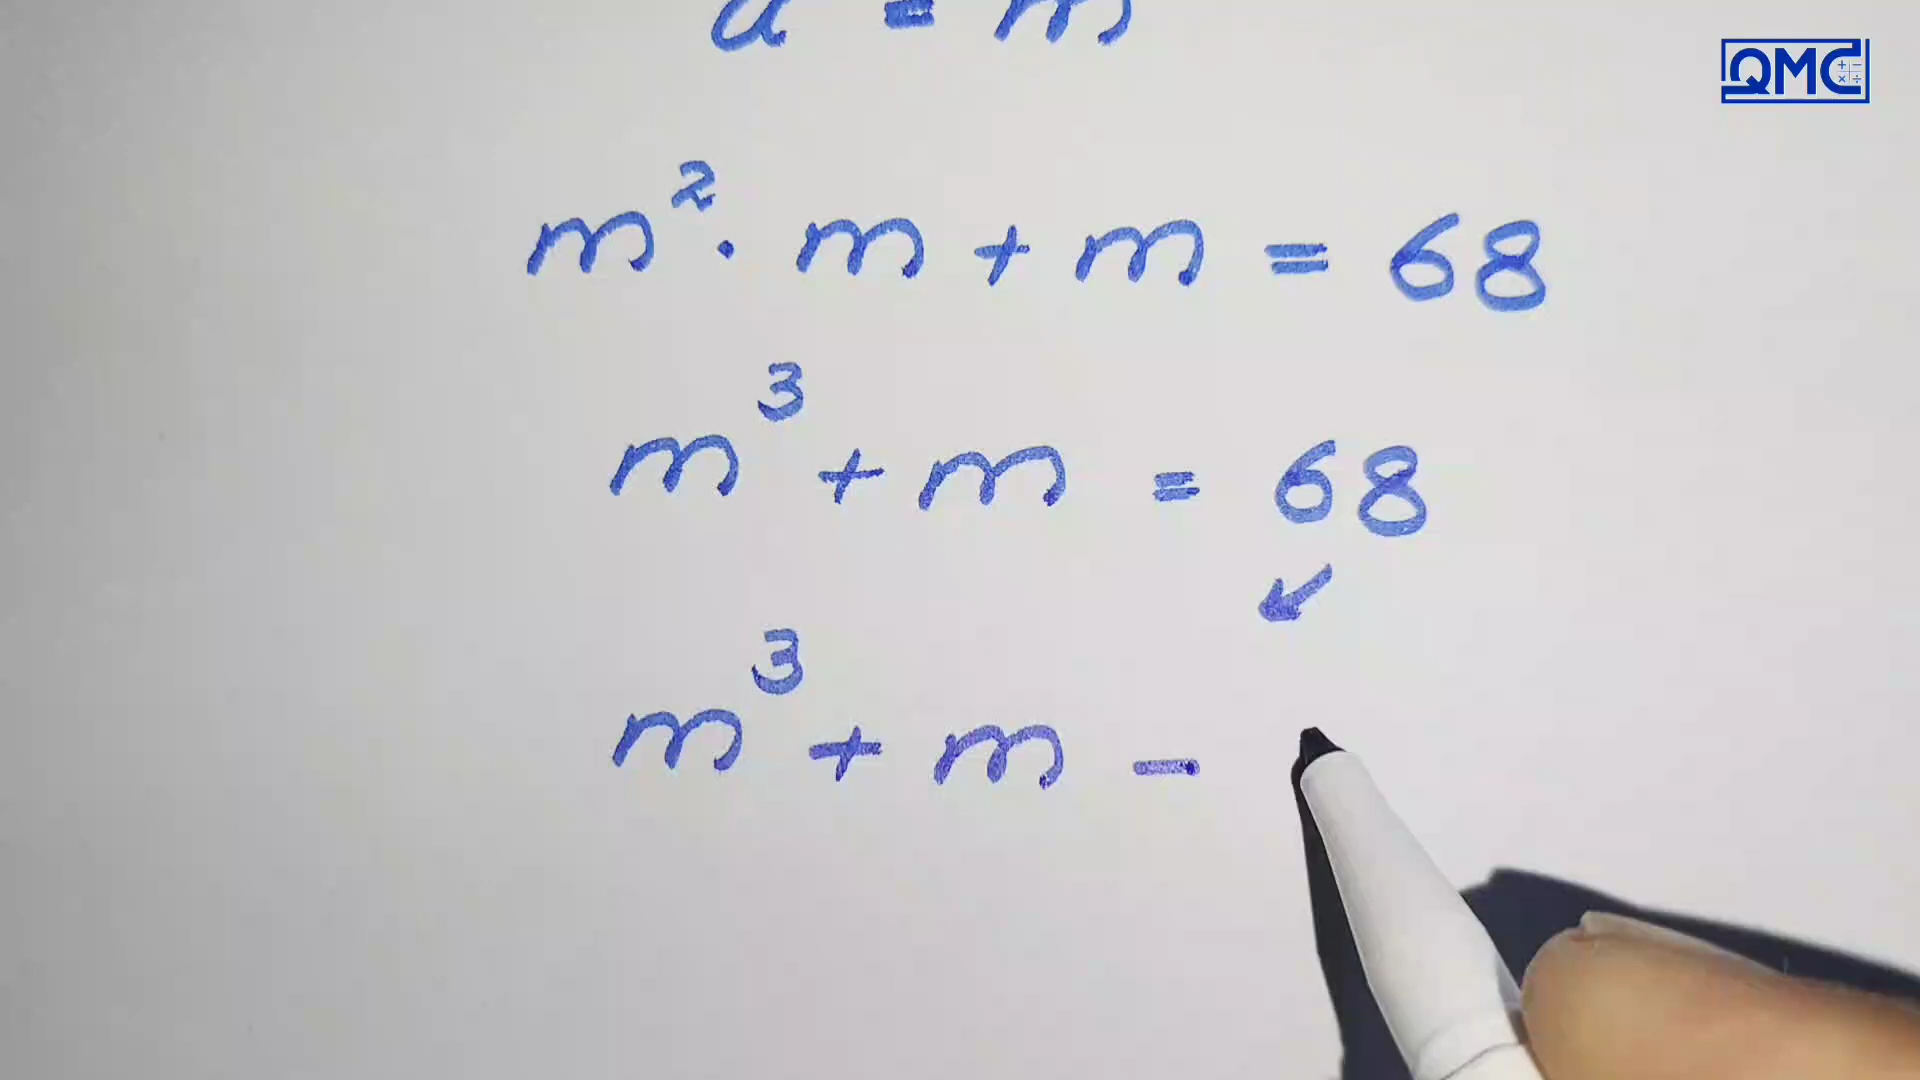 QMC
a = m
m² · m + m = 68
m³ + m = 68
m³ + m -